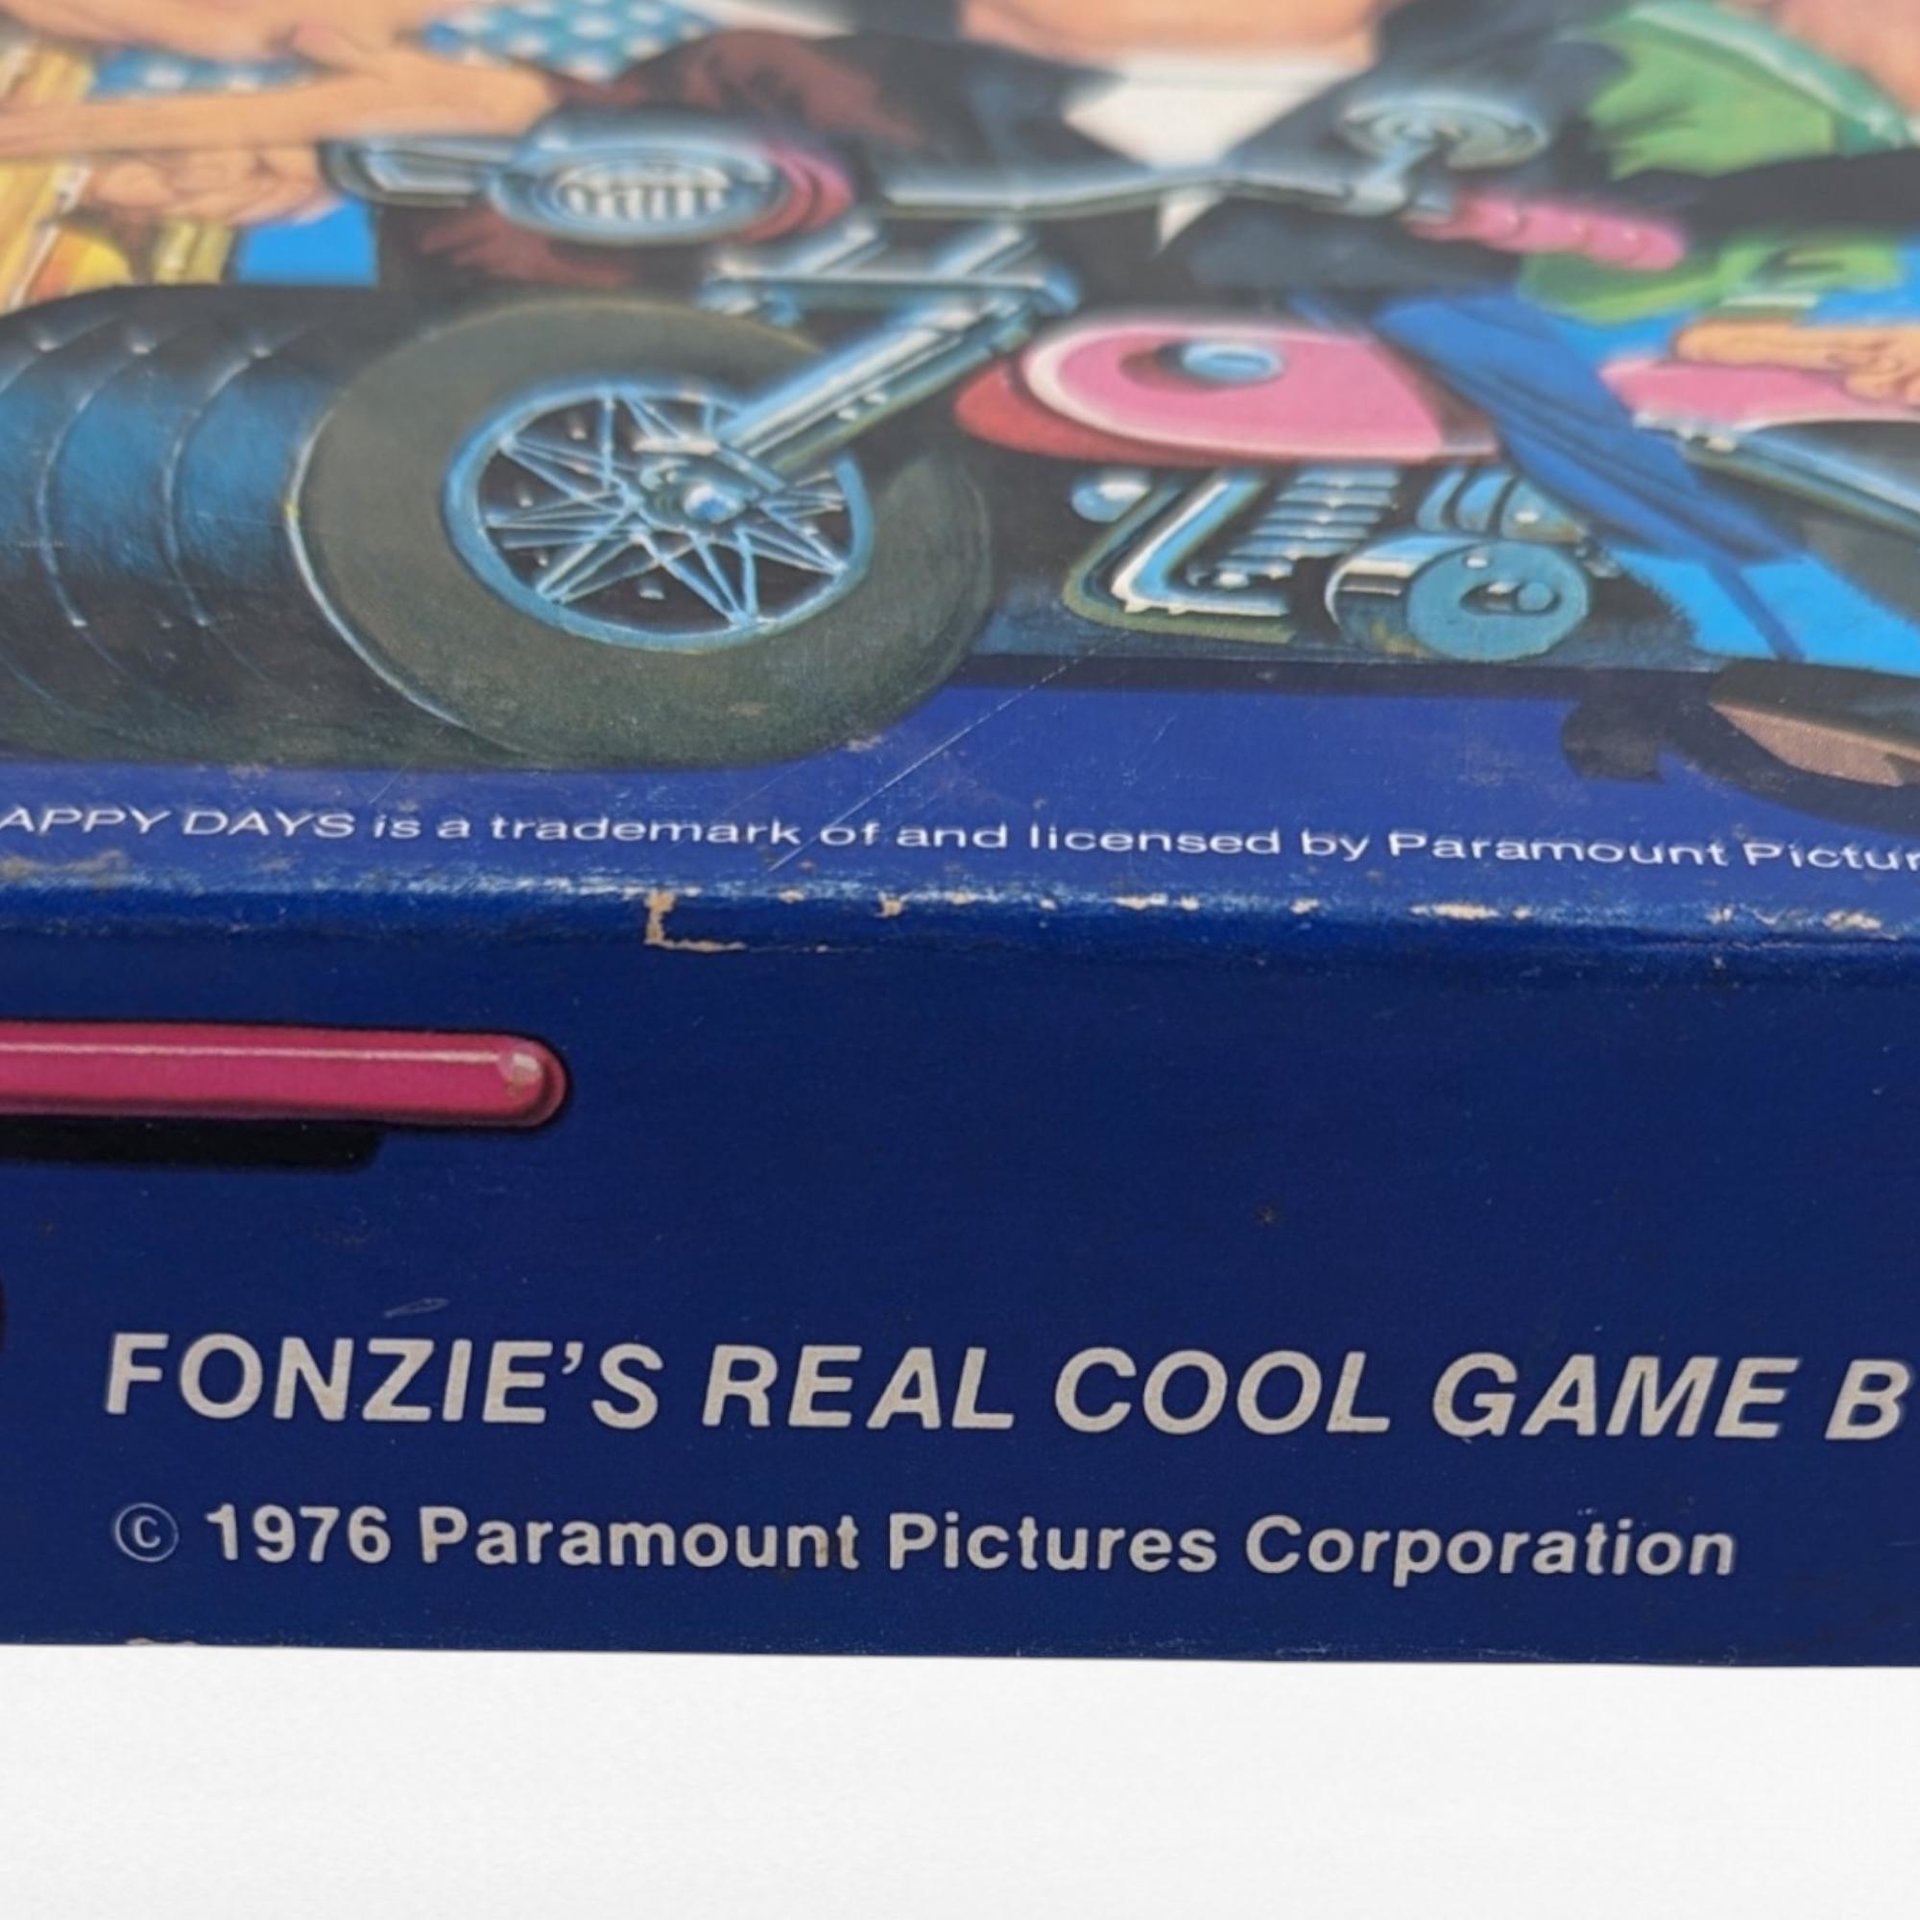 APPY DAYS is a trademark of and licensed by Paramount Pictur
FONZIE'S REAL COOL GAME B
© 1976 Paramount Pictures Corporation